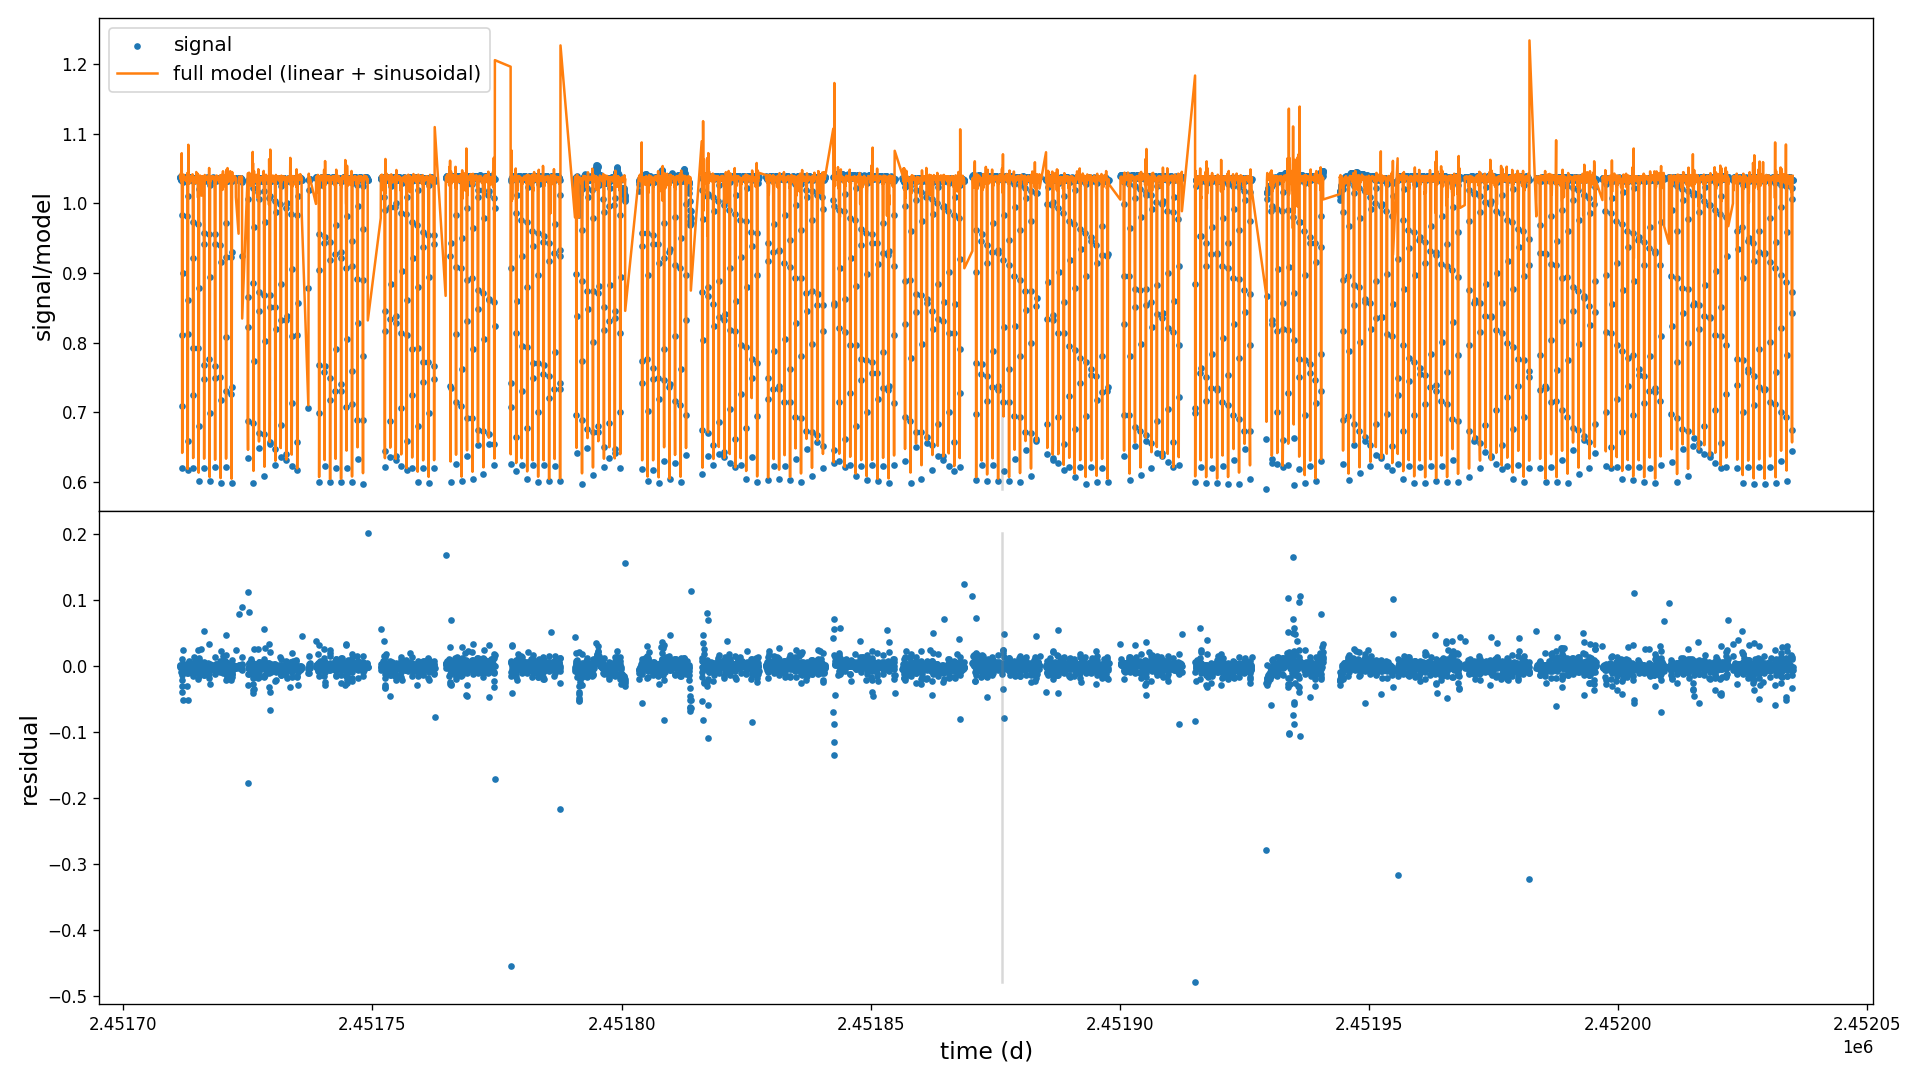 signal
full model (linear + sinusoidal)
signal/model
1.2
1.1
1.0
0.9
0.8
0.7
0.6
residual
0.2
0.1
0.0
−0.1
−0.2
−0.3
−0.4
−0.5
2.45170 2.45175 2.45180 2.45185 2.45190 2.45195 2.45200 2.45205
1e6
time (d)